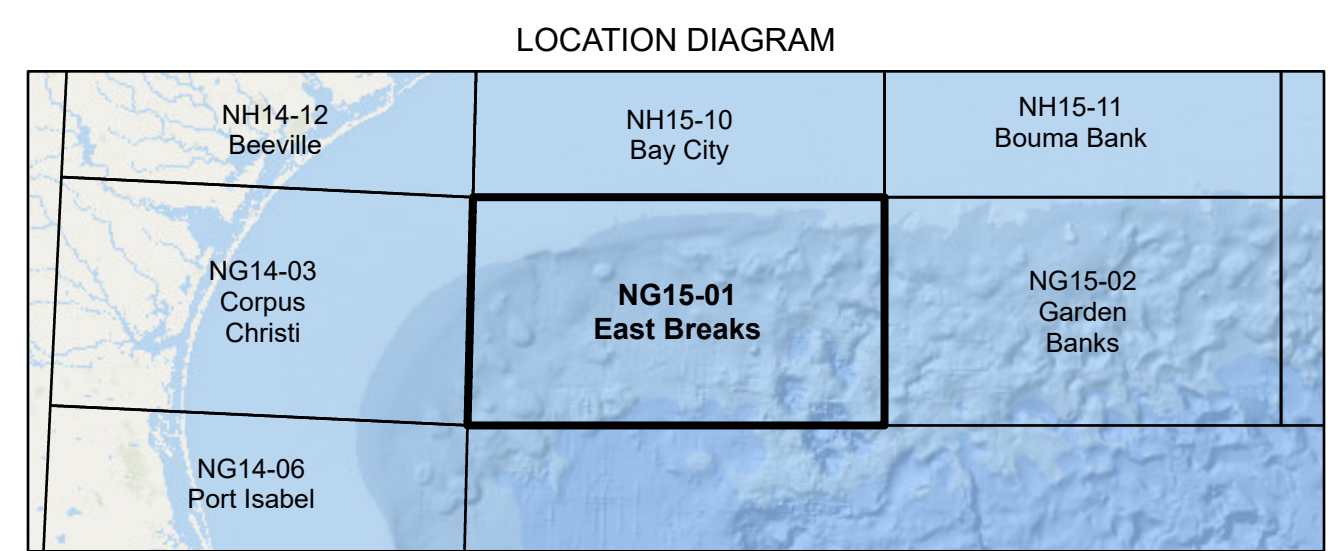 LOCATION DIAGRAM
NH14-12
Beeville
NH15-10
Bay City
NH15-11
Bouma Bank
NG14-03
Corpus
Christi
NG15-01
East Breaks
NG15-02
Garden
Banks
NG14-06
Port Isabel